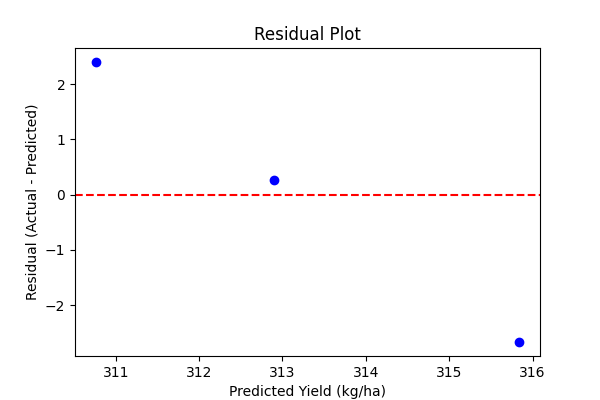 Residual Plot
Residual (Actual - Predicted)
2
1
0
−1
−2
311 312 313 314 315 316
Predicted Yield (kg/ha)